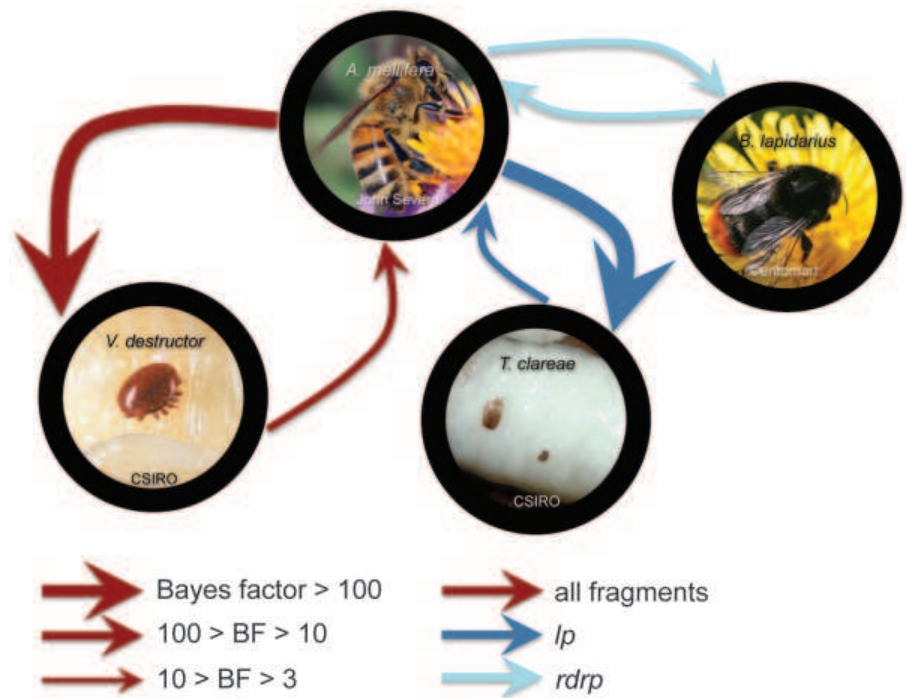 A. mellifera
John Severn
B. lapidarius
©entomart
V. destructor
CSIRO
T. clareae
CSIRO
Bayes factor > 100
100 > BF > 10
10 > BF > 3
all fragments
lp
rdrp